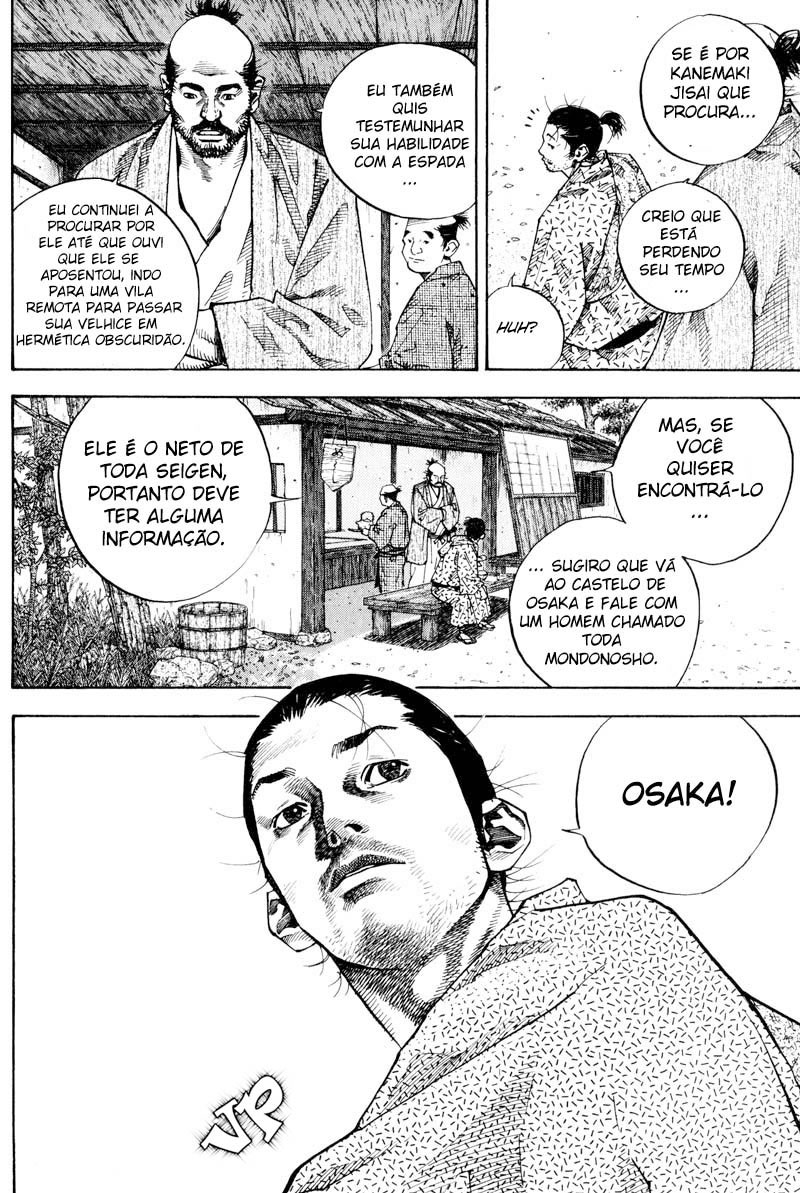 SE É POR
KANEMAKI
JISAI QUE
PROCURA...
CREIO QUE
ESTÁ
PERDENDO
SEU TEMPO
...
HUH?
EU TAMBÉM
QUIS
TESTEMUNHAR
SUA HABILIDADE
COM A ESPADA
...
EU CONTINUEI A
PROCURAR POR
ELE ATÉ QUE OUVI
QUE ELE SE
APOSENTOU, INDO
PARA UMA VILA
REMOTA PARA PASSAR
SUA VELHICE EM
HERMÉTICA OBSCURIDÃO.
MAS, SE
VOCÊ
QUISER
ENCONTRÁ-LO
...
... SUGIRO QUE VÁ
AO CASTELO DE
OSAKA E FALE COM
UM HOMEM CHAMADO
TODA
MONDONOSHO.
ELE É O NETO DE
TODA SEIGEN,
PORTANTO DEVE
TER ALGUMA
INFORMAÇÃO.
OSAKA!
VP